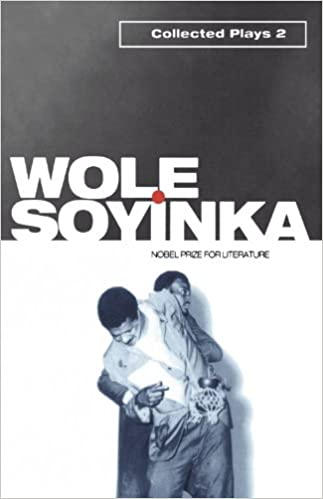 Collected Plays 2
WOLE
SOYINKA
NOBEL PRIZE FOR LITERATURE